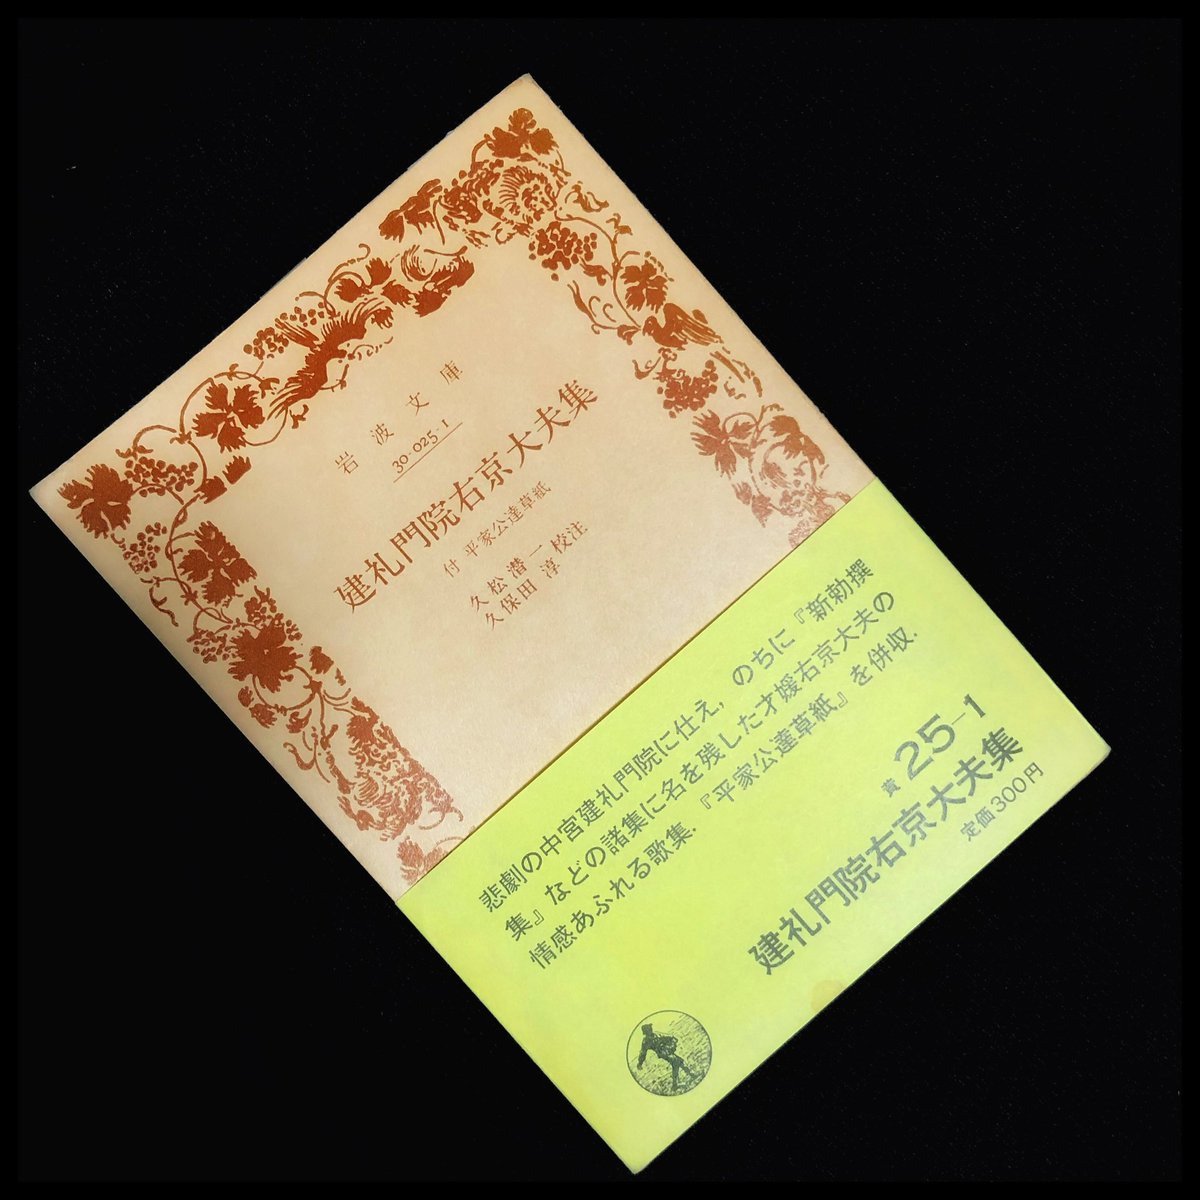 岩波文庫
30-025-1
建礼門院右京大夫集
付 平家公達草紙
久松潜一 校注
久保田淳
悲劇の中宮建礼門院に仕え，のちに『新勅撰
集』などの諸集に名を残した才媛右京大夫の
情感あふれる歌集．『平家公達草紙』を併収．
黄 25-1
建礼門院右京大夫集
定価300円